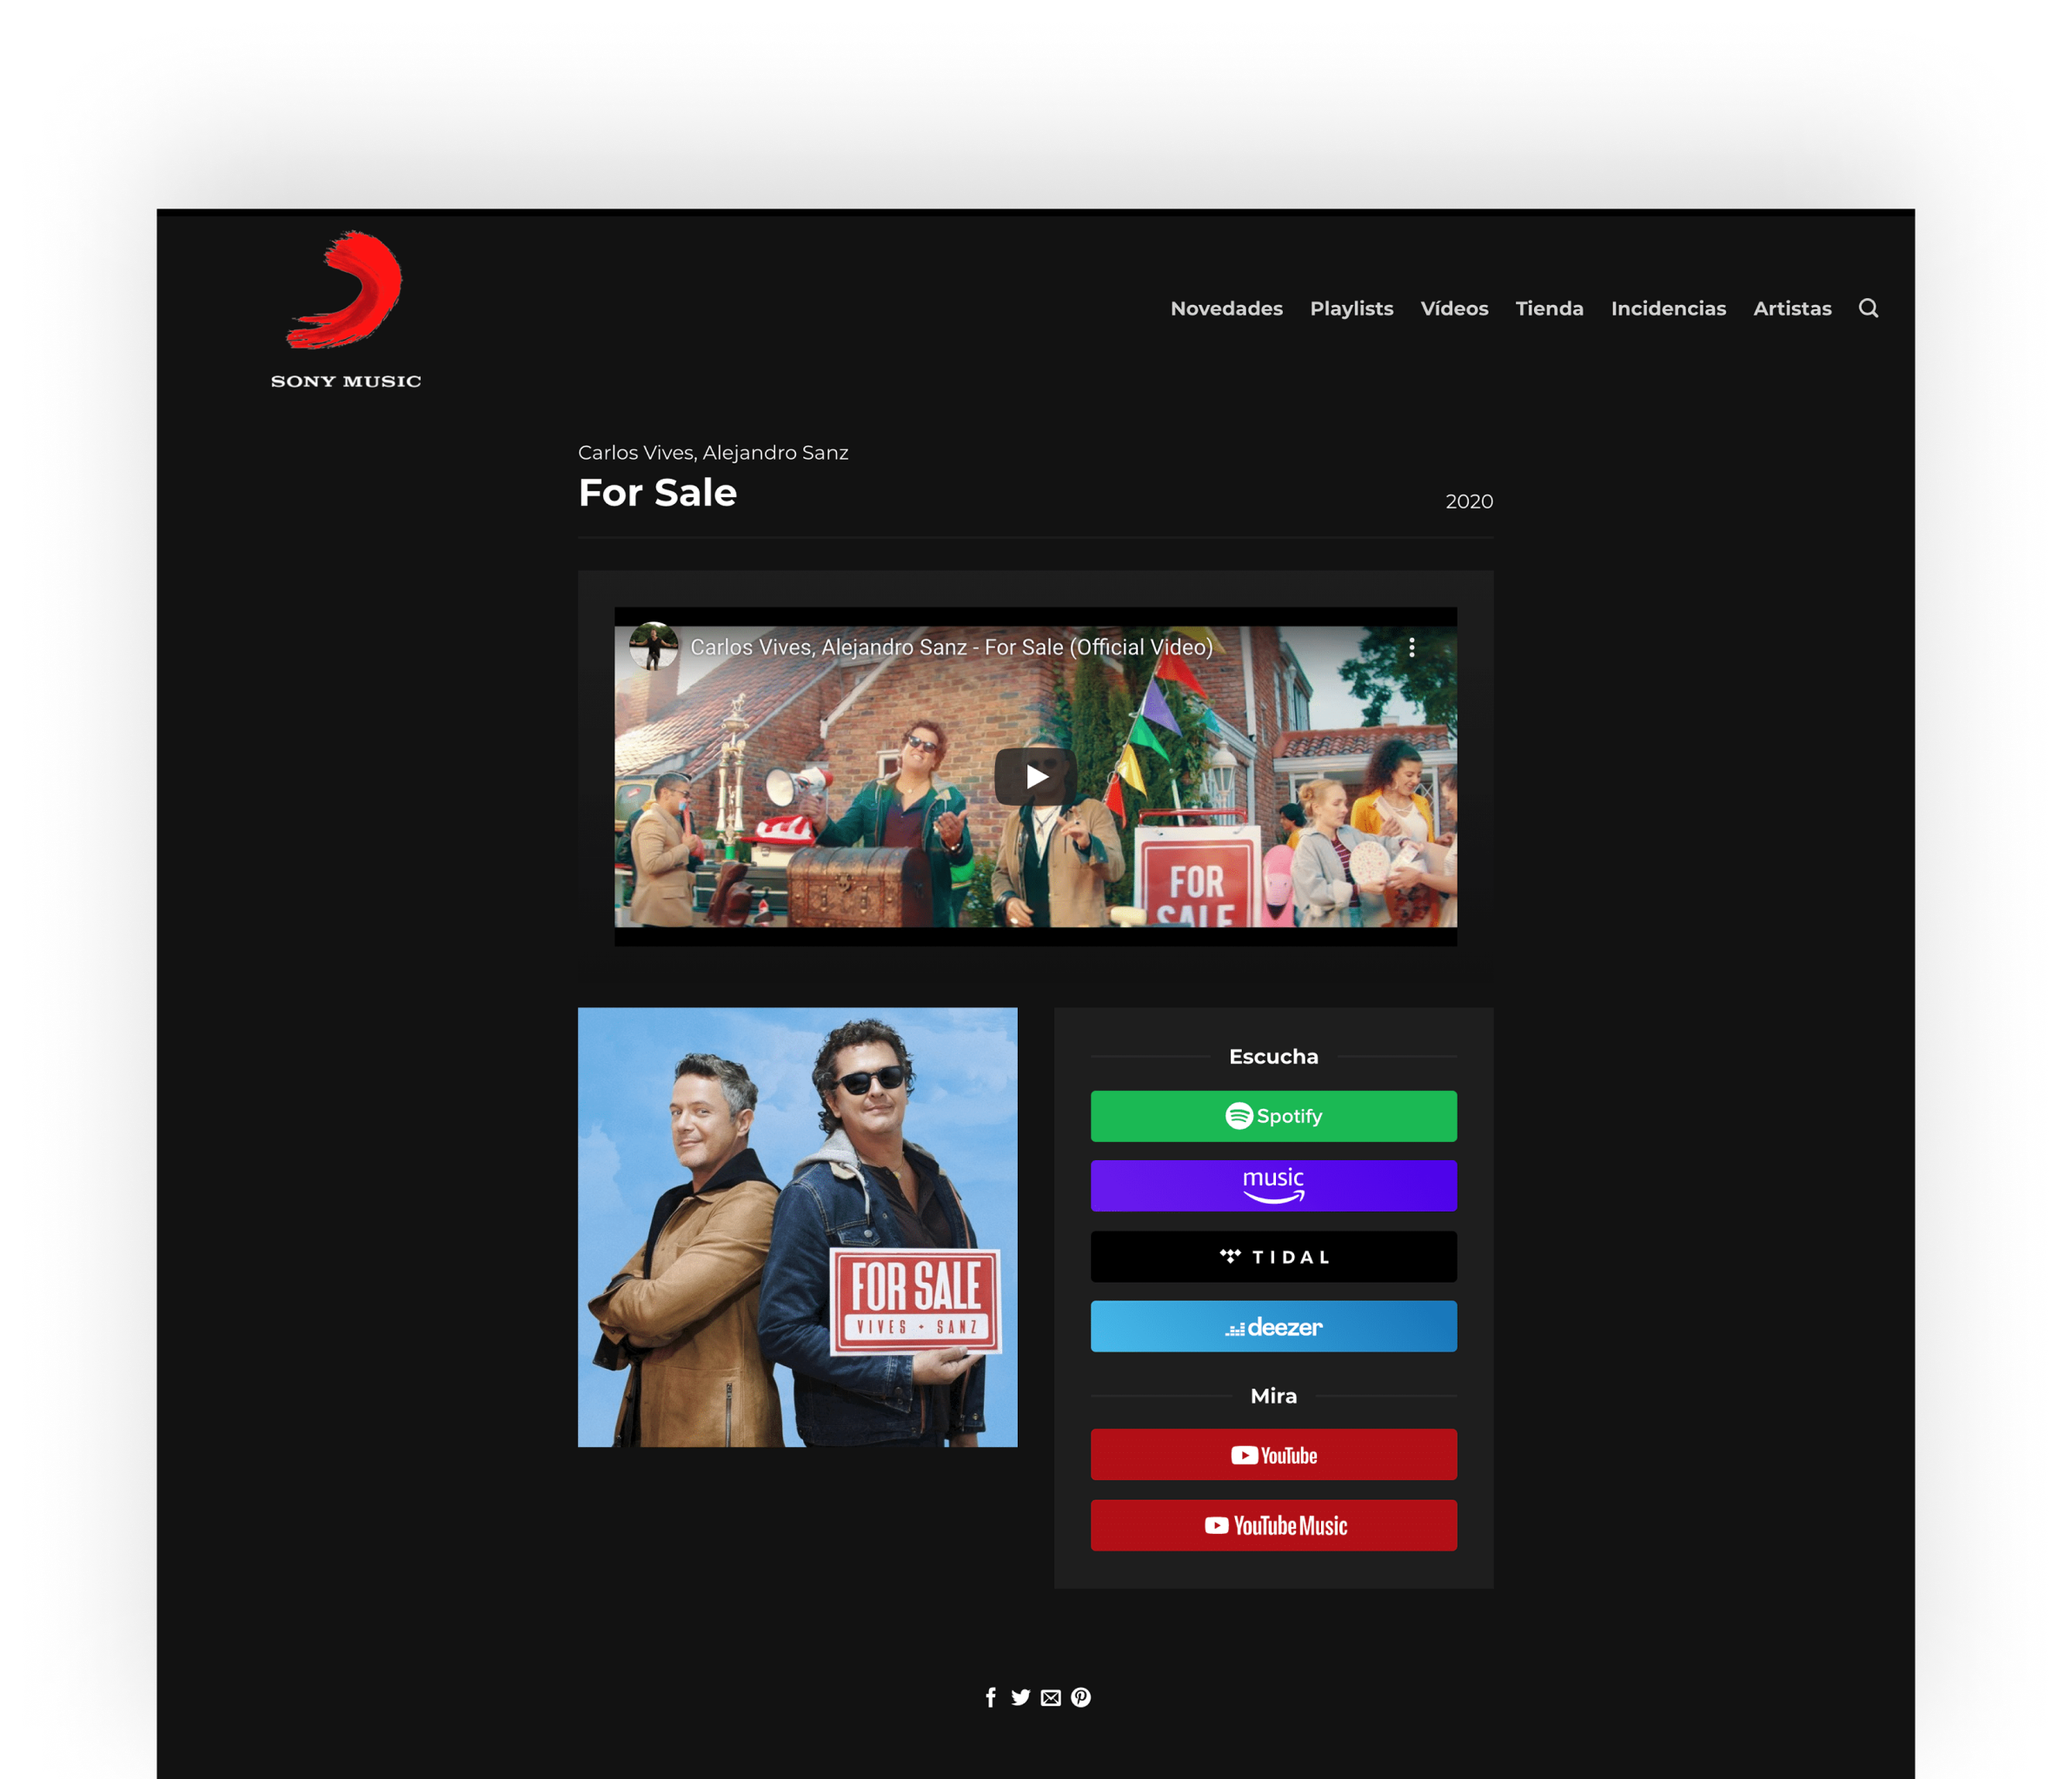 SONY MUSIC
Novedades Playlists Vídeos Tienda Incidencias Artistas
Carlos Vives, Alejandro Sanz
For Sale
2020
Carlos Vives, Alejandro Sanz - For Sale (Official Video)
FOR
SALE
FOR SALE
VIVES • SANZ
Escucha
Spotify
music
TIDAL
deezer
Mira
YouTube
YouTube Music